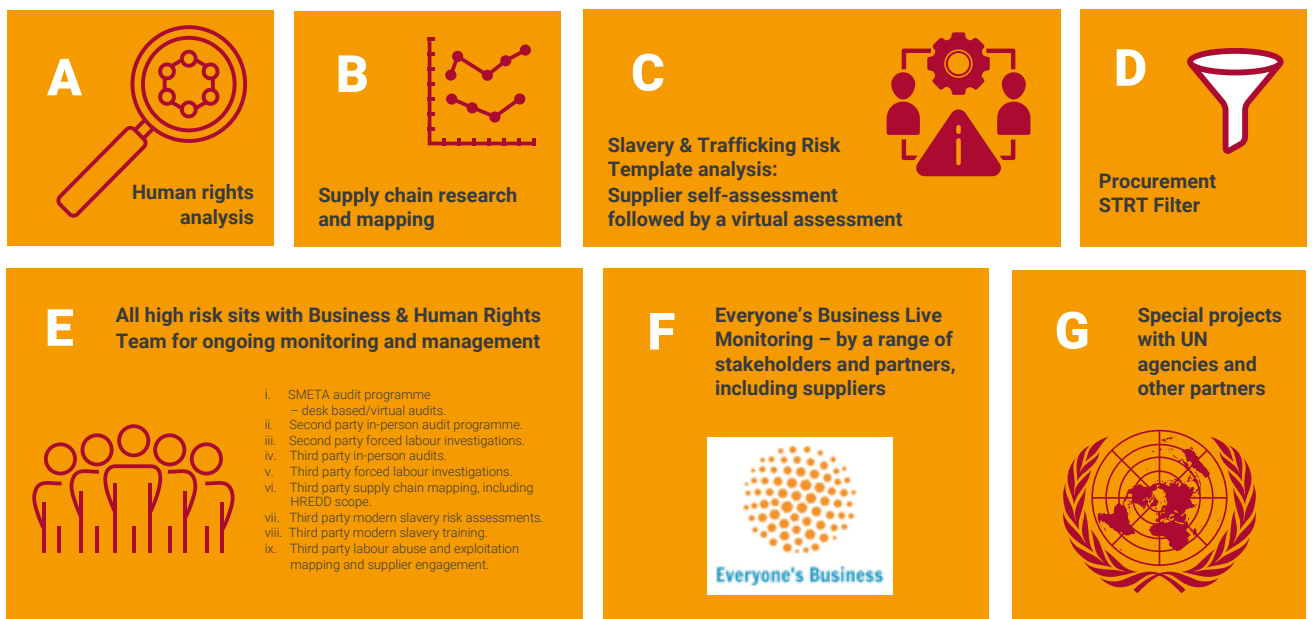 A
Human rights
analysis
B
Supply chain research
and mapping
C
Slavery & Trafficking Risk
Template analysis:
Supplier self-assessment
followed by a virtual assessment
D
Procurement
STRT Filter
E
All high risk sits with Business & Human Rights
Team for ongoing monitoring and management
i. SMETA audit programme
– desk based/virtual audits.
ii. Second party in-person audit programme.
iii. Second party forced labour investigations.
iv. Third party in-person audits.
v. Third party forced labour investigations.
vi. Third party supply chain mapping, including
HREDD scope.
vii. Third party modern slavery risk assessments.
viii. Third party modern slavery training.
ix. Third party labour abuse and exploitation
mapping and supplier engagement.
F
Everyone’s Business Live
Monitoring – by a range of
stakeholders and partners,
including suppliers
Everyone's Business
G
Special projects
with UN
agencies and
other partners